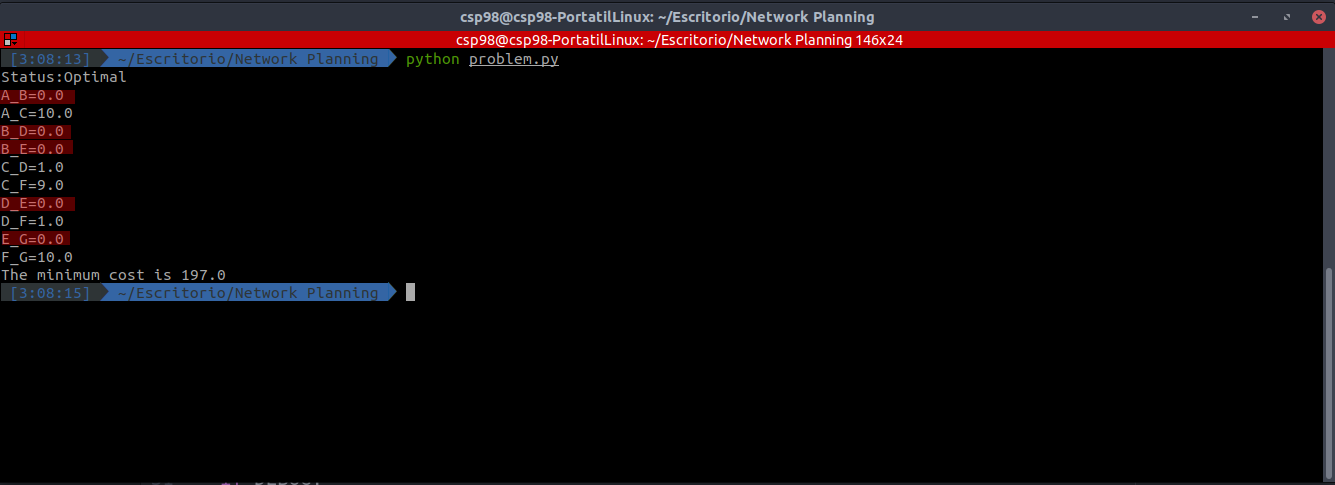 csp98@csp98-PortatilLinux: ~/Escritorio/Network Planning
csp98@csp98-PortatilLinux: ~/Escritorio/Network Planning 146x24
[3:08:13] ~/Escritorio/Network Planning python problem.py
Status:Optimal
A_B=0.0
A_C=10.0
B_D=0.0
B_E=0.0
C_D=1.0
C_F=9.0
D_E=0.0
D_F=1.0
E_G=0.0
F_G=10.0
The minimum cost is 197.0
[3:08:15] ~/Escritorio/Network Planning